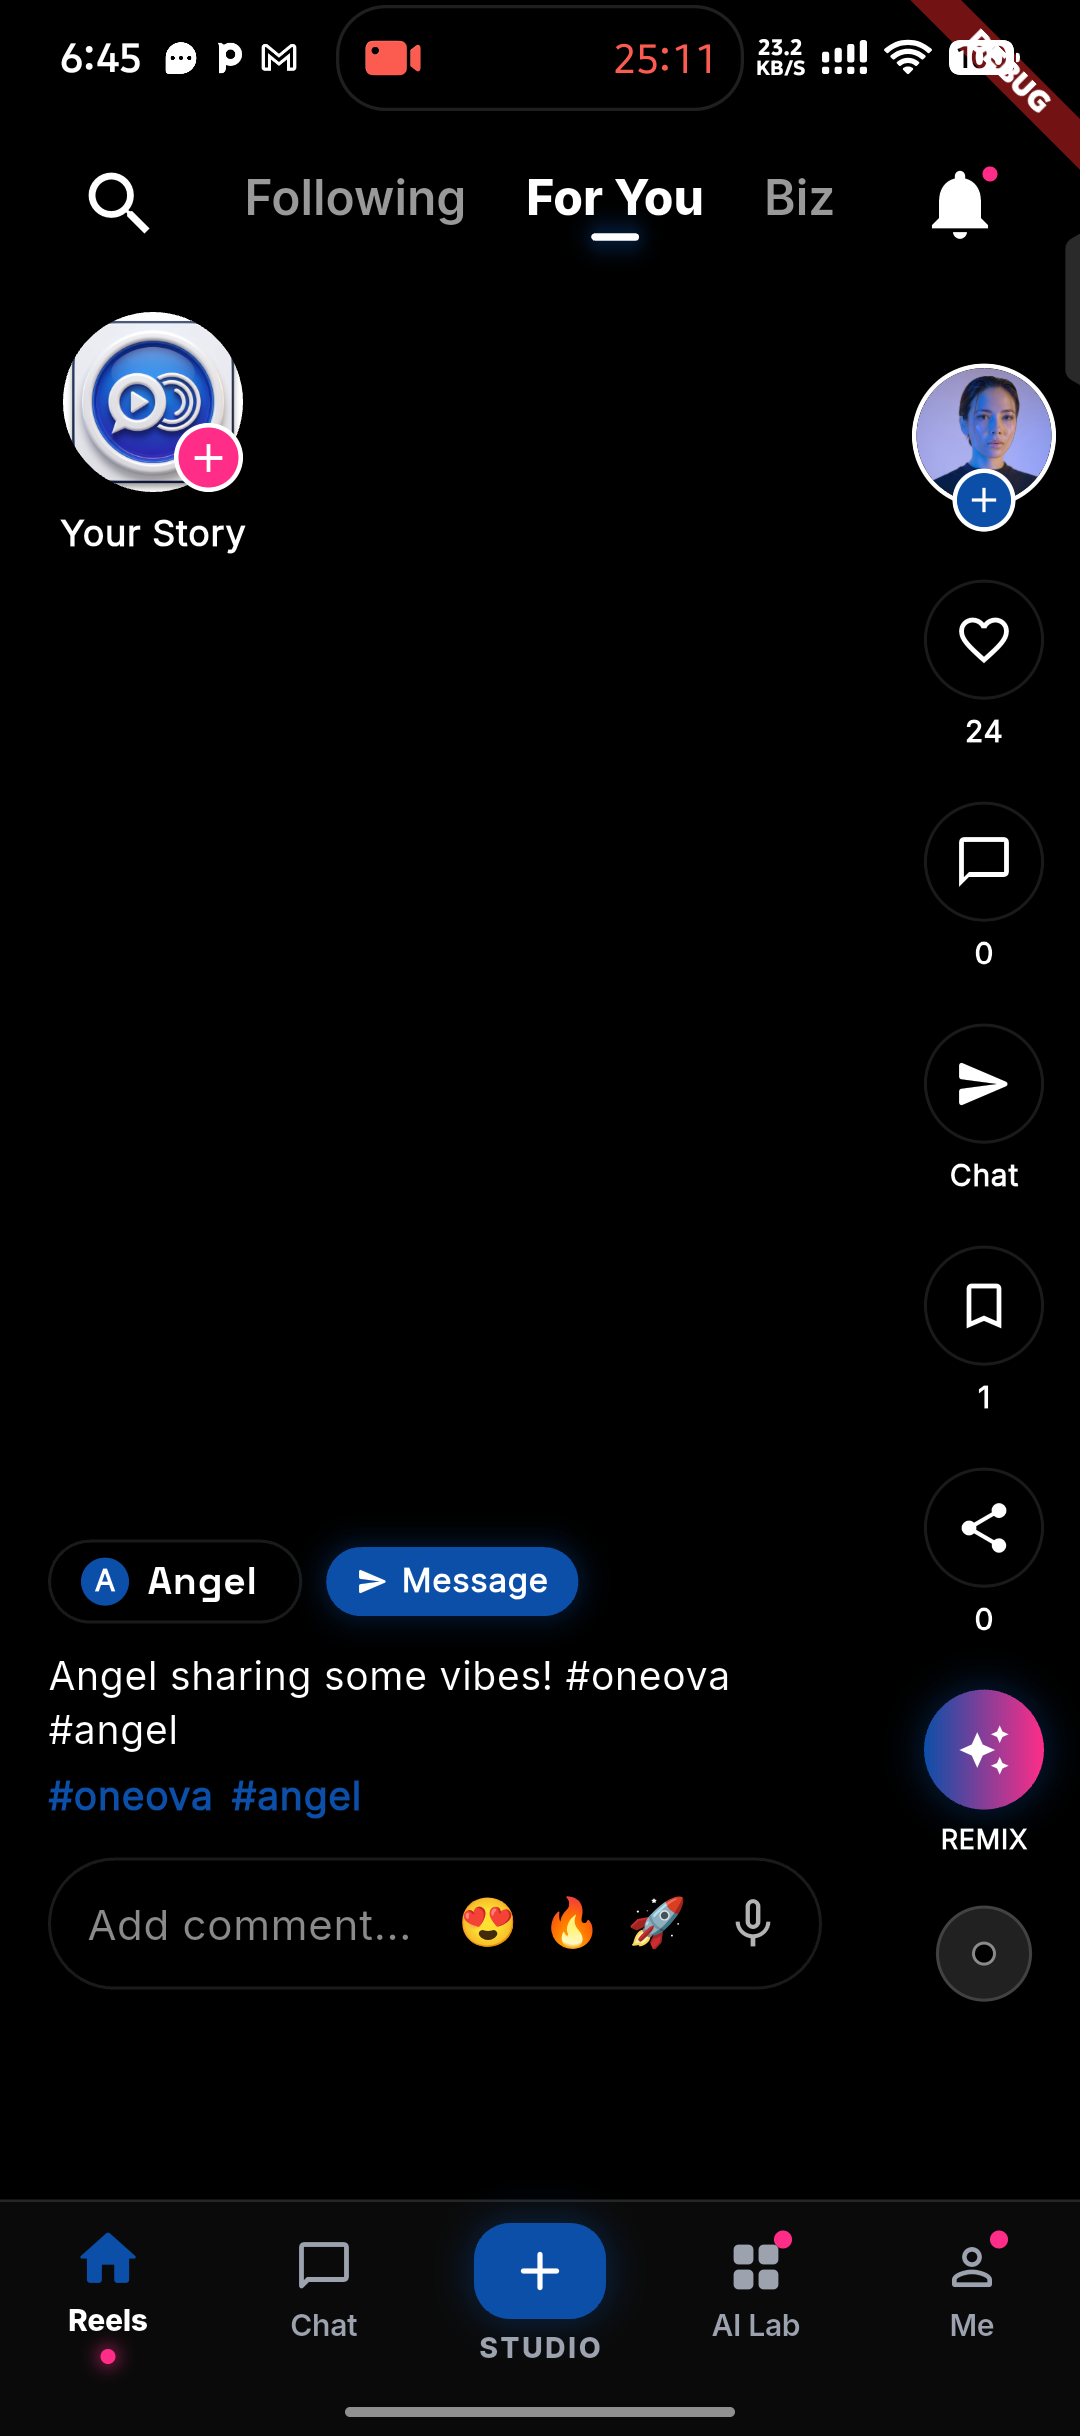 6:45
25:11
23.2
KB/S
Following For You Biz
Your Story
24
0
Chat
1
0
A Angel
Message
Angel sharing some vibes! #oneova
#angel
#oneova #angel
REMIX
Add comment...
Reels
Chat
STUDIO
AI Lab
Me